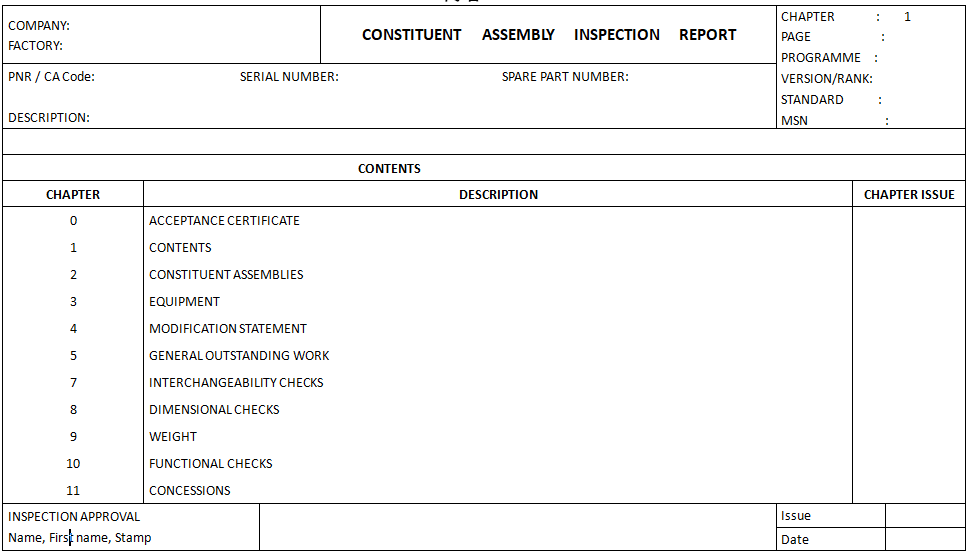 COMPANY:
FACTORY:
CONSTITUENT ASSEMBLY INSPECTION REPORT
CHAPTER : 1
PAGE :
PROGRAMME :
VERSION/RANK:
STANDARD :
MSN :
PNR / CA Code: SERIAL NUMBER: SPARE PART NUMBER:
DESCRIPTION:
CONTENTS
CHAPTER DESCRIPTION CHAPTER ISSUE
0 ACCEPTANCE CERTIFICATE
1 CONTENTS
2 CONSTITUENT ASSEMBLIES
3 EQUIPMENT
4 MODIFICATION STATEMENT
5 GENERAL OUTSTANDING WORK
7 INTERCHANGEABILITY CHECKS
8 DIMENSIONAL CHECKS
9 WEIGHT
10 FUNCTIONAL CHECKS
11 CONCESSIONS
INSPECTION APPROVAL
Name, First name, Stamp
Issue
Date